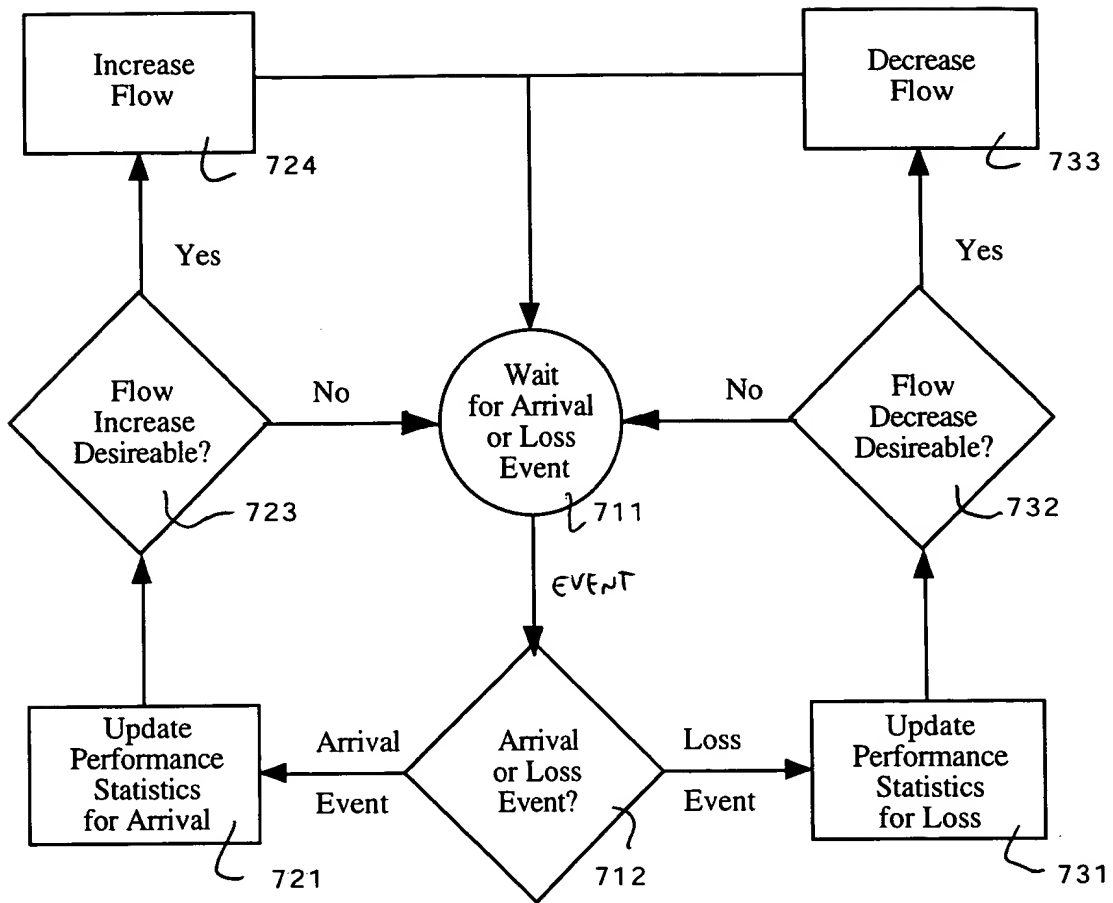 Increase
Flow
724
Decrease
Flow
733
Yes
Yes
Flow
Increase
Desireable?
723
No
Wait
for Arrival
or Loss
Event
711
No
Flow
Decrease
Desireable?
732
EVENT
Update
Performance
Statistics
for Arrival
721
Arrival
Event
Arrival
or Loss
Event?
712
Loss
Event
Update
Performance
Statistics
for Loss
731